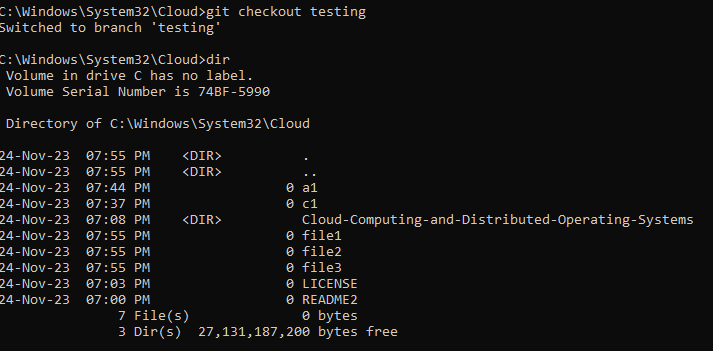 C:\Windows\System32\Cloud>git checkout testing
Switched to branch 'testing'
C:\Windows\System32\Cloud>dir
 Volume in drive C has no label.
 Volume Serial Number is 74BF-5990
 Directory of C:\Windows\System32\Cloud
24-Nov-23  07:55 PM    <DIR>          .
24-Nov-23  07:55 PM    <DIR>          ..
24-Nov-23  07:44 PM                 0 a1
24-Nov-23  07:37 PM                 0 c1
24-Nov-23  07:08 PM    <DIR>          Cloud-Computing-and-Distributed-Operating-Systems
24-Nov-23  07:55 PM                 0 file1
24-Nov-23  07:55 PM                 0 file2
24-Nov-23  07:55 PM                 0 file3
24-Nov-23  07:03 PM                 0 LICENSE
24-Nov-23  07:00 PM                 0 README2
               7 File(s)              0 bytes
               3 Dir(s)  27,131,187,200 bytes free